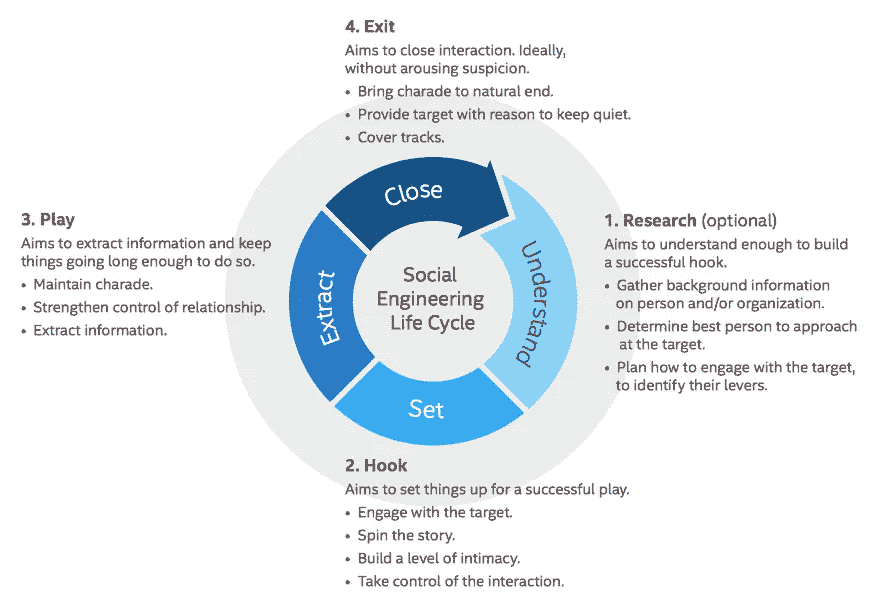 4. Exit
Aims to close interaction. Ideally,
without arousing suspicion.
• Bring charade to natural end.
• Provide target with reason to keep quiet.
• Cover tracks.
Close
3. Play
Aims to extract information and keep
things going long enough to do so.
• Maintain charade.
• Strengthen control of relationship.
• Extract information.
Extract
Social
Engineering
Life Cycle
Understand
1. Research (optional)
Aims to understand enough to build
a successful hook.
• Gather background information
on person and/or organization.
• Determine best person to approach
at the target.
• Plan how to engage with the target,
to identify their levers.
Set
2. Hook
Aims to set things up for a successful play.
• Engage with the target.
• Spin the story.
• Build a level of intimacy.
• Take control of the interaction.